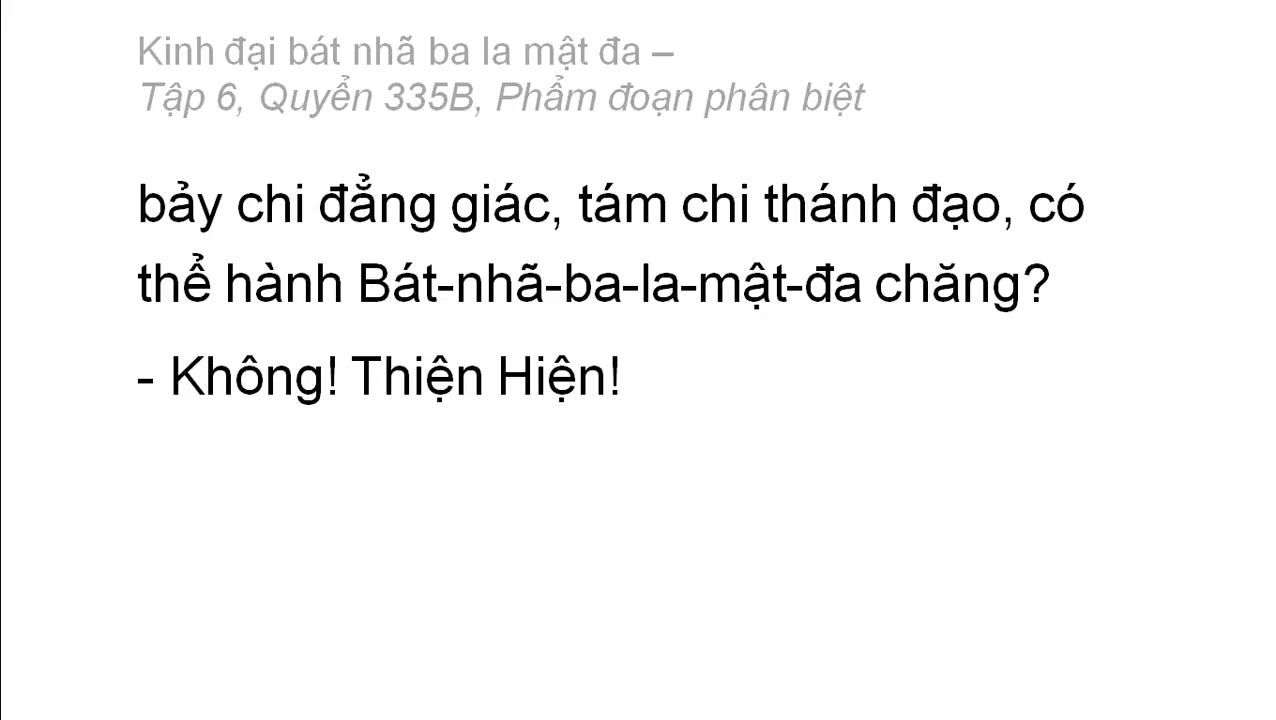 Kinh đại bát nhã ba la mật đa –
Tập 6, Quyển 335B, Phẩm đoạn phân biệt
bảy chi đẳng giác, tám chi thánh đạo, có
thể hành Bát-nhã-ba-la-mật-đa chăng?
- Không! Thiện Hiện!